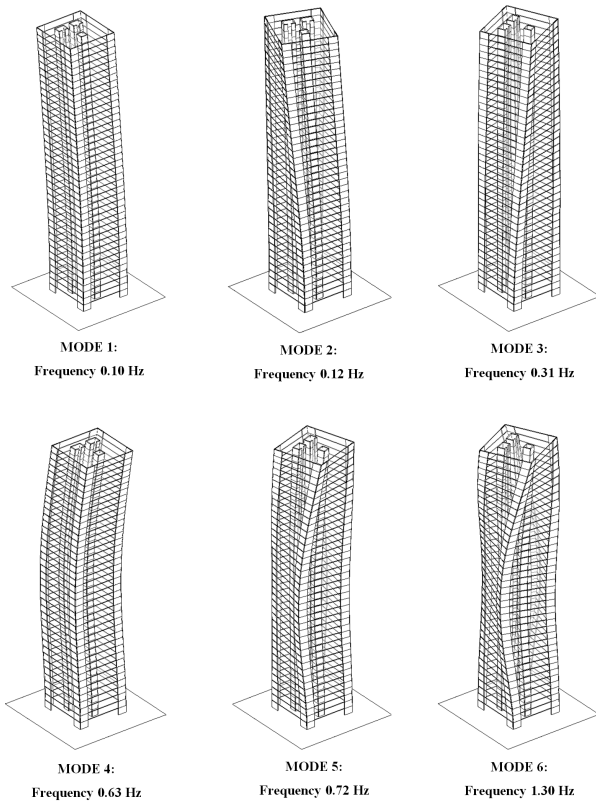 MODE 1:
Frequency 0.10 Hz
MODE 2:
Frequency 0.12 Hz
MODE 3:
Frequency 0.31 Hz
MODE 4:
Frequency 0.63 Hz
MODE 5:
Frequency 0.72 Hz
MODE 6:
Frequency 1.30 Hz